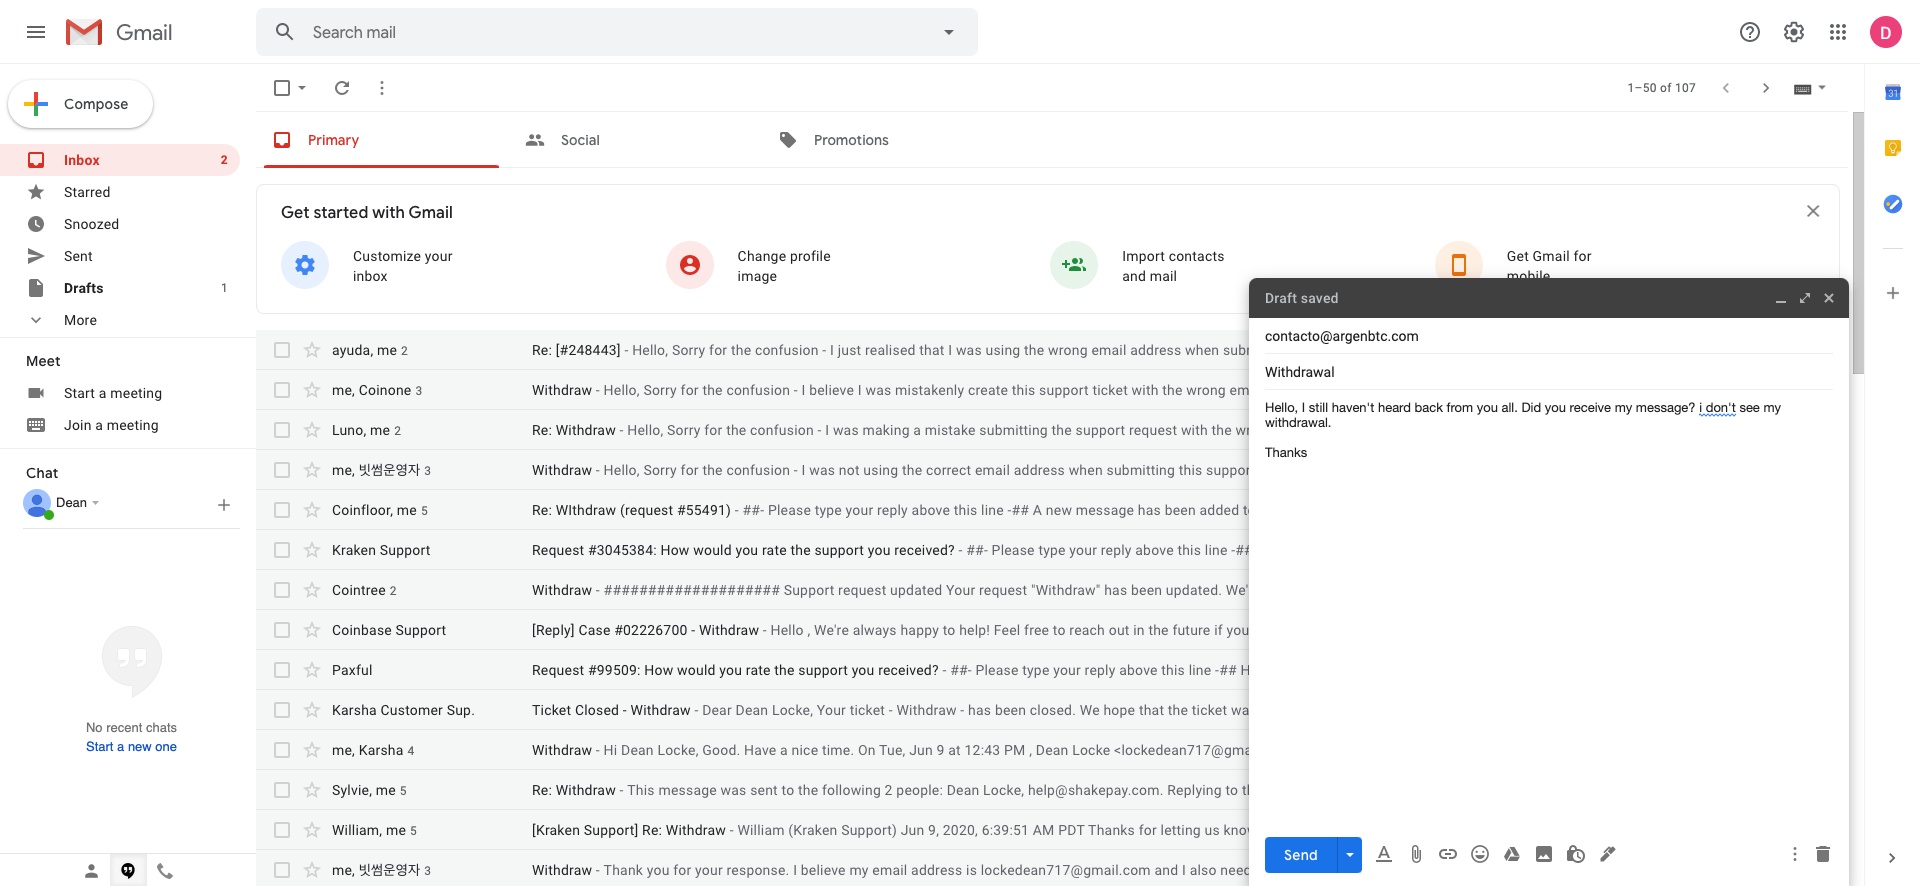 Gmail
Search mail
D
Compose
1–50 of 107
31
Inbox 2
Starred
Snoozed
Sent
Drafts 1
More
Meet
Start a meeting
Join a meeting
Chat
Dean
No recent chats
Start a new one
Primary
Social
Promotions
Get started with Gmail
Customize your
inbox
Change profile
image
Import contacts
and mail
Get Gmail for
mobile
ayuda, me 2 Re: [#248443] - Hello, Sorry for the confusion - I just realised that I was using the wrong email address when
me, Coinone 3 Withdraw - Hello, Sorry for the confusion - I believe I was mistakenly create this support ticket with the wrong
Luno, me 2 Re: Withdraw - Hello, Sorry for the confusion - I was making a mistake submitting the support request with the
me, 빗썸운영자 3 Withdraw - Hello, Sorry for the confusion - I was not using the correct email address when submitting this
Coinfloor, me 5 Re: WIthdraw (request #55491) - ##- Please type your reply above this line -## A new message has been added
Kraken Support Request #3045384: How would you rate the support you received? - ##- Please type your reply above this line -##
Cointree 2 Withdraw - #################### Support request updated Your request "Withdraw" has been updated. We'
Coinbase Support [Reply] Case #02226700 - Withdraw - Hello , We're always happy to help! Feel free to reach out in the future if you
Paxful Request #99509: How would you rate the support you received? - ##- Please type your reply above this line -## H
Karsha Customer Sup. Ticket Closed - Withdraw - Dear Dean Locke, Your ticket - Withdraw - has been closed. We hope that the ticket wa
me, Karsha 4 Withdraw - Hi Dean Locke, Good. Have a nice time. On Tue, Jun 9 at 12:43 PM , Dean Locke <lockedean717@gma
Sylvie, me 5 Re: Withdraw - This message was sent to the following 2 people: Dean Locke, help@shakepay.com. Replying to
William, me 5 [Kraken Support] Re: Withdraw - William (Kraken Support) Jun 9, 2020, 6:39:51 AM PDT Thanks for letting us
me, 빗썸운영자 3 Withdraw - Thank you for your response. I believe my email address is lockedean717@gmail.com and I also need
Draft saved
contacto@argenbtc.com
Withdrawal
Hello, I still haven't heard back from you all. Did you receive my message? i don't see my
withdrawal.
Thanks
Send